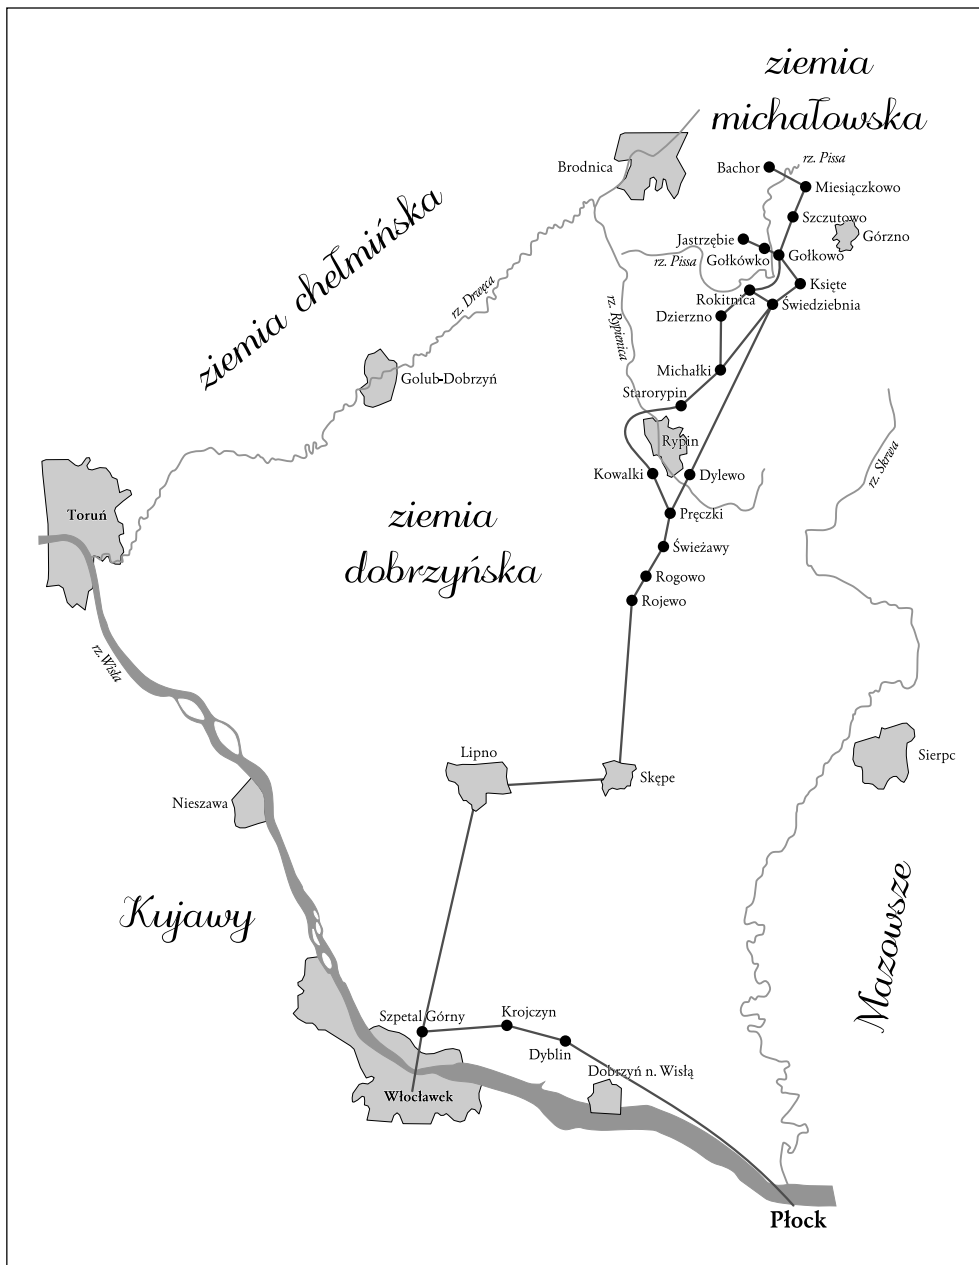 ziemia
michałowska
rz. Pissa
Brodnica
Bachor
Miesiączkowo
Szczutowo
Górzno
Jastrzębie
rz. Pissa
Gołkówko
Gołkowo
Księte
Rokitnica
Świedziebnia
Dzierzno
ziemia chełmińska
rz. Drwęca
rz. Rypienica
Michałki
Golub-Dobrzyń
Starorypin
Rypin
rz. Skrwa
Kowalki
Dylewo
Toruń
ziemia
dobrzyńska
Pręczki
Świeżawy
Rogowo
Rojewo
rz. Wisła
Lipno
Skępe
Sierpc
Nieszawa
Kujawy
Mazowsze
Szpetal Górny
Krojczyn
Dyblin
Dobrzyń n. Wisłą
Włocławek
Płock